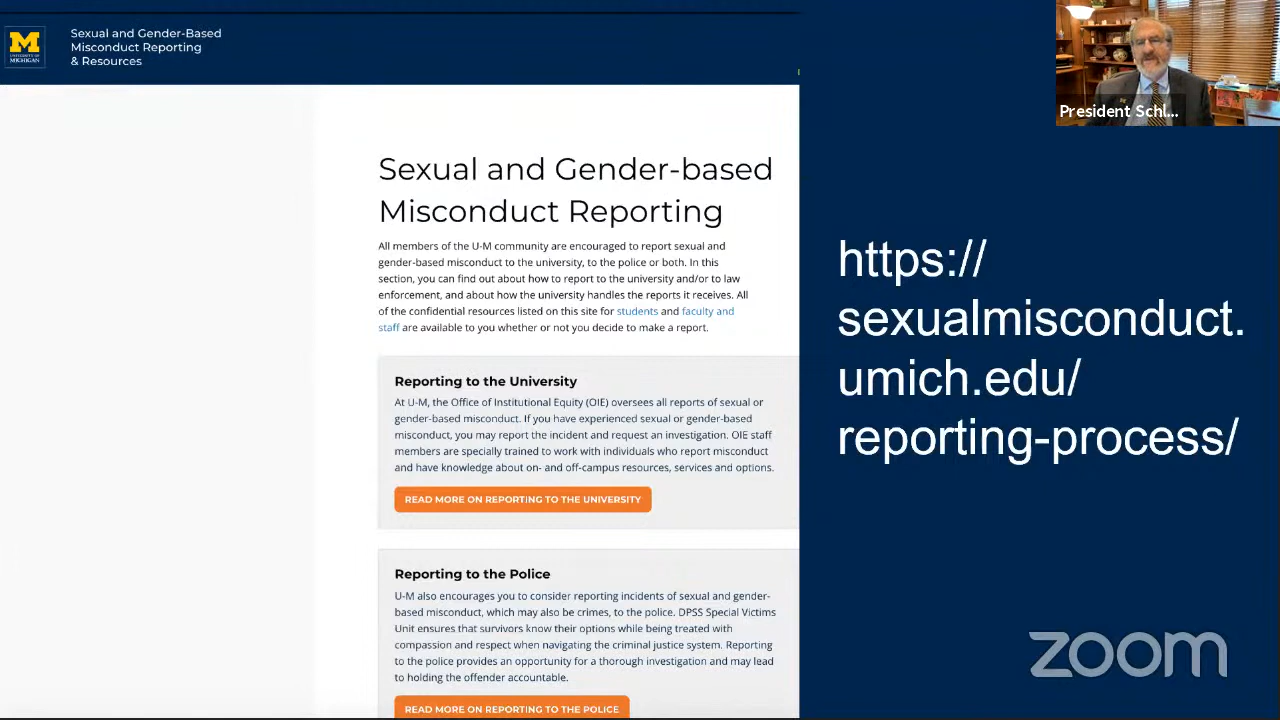 M
UNIVERSITY OF
MICHIGAN
Sexual and Gender-Based
Misconduct Reporting
& Resources
President Schl...
Sexual and Gender-based
Misconduct Reporting
All members of the U-M community are encouraged to report sexual and
gender-based misconduct to the university, to the police or both. In this
section, you can find out about how to report to the university and/or to law
enforcement, and about how the university handles the reports it receives. All
of the confidential resources listed on this site for students and faculty and
staff are available to you whether or not you decide to make a report.
Reporting to the University
At U-M, the Office of Institutional Equity (OIE) oversees all reports of sexual or
gender-based misconduct. If you have experienced sexual or gender-based
misconduct, you may report the incident and request an investigation. OIE staff
members are specially trained to work with individuals who report misconduct
and have knowledge about on- and off-campus resources, services and options.
READ MORE ON REPORTING TO THE UNIVERSITY
Reporting to the Police
U-M also encourages you to consider reporting incidents of sexual and gender-
based misconduct, which may also be crimes, to the police. DPSS Special Victims
Unit ensures that survivors know their options while being treated with
compassion and respect when navigating the criminal justice system. Reporting
to the police provides an opportunity for a thorough investigation and may lead
to holding the offender accountable.
READ MORE ON REPORTING TO THE POLICE
https://
sexualmisconduct.
umich.edu/
reporting-process/
zoom